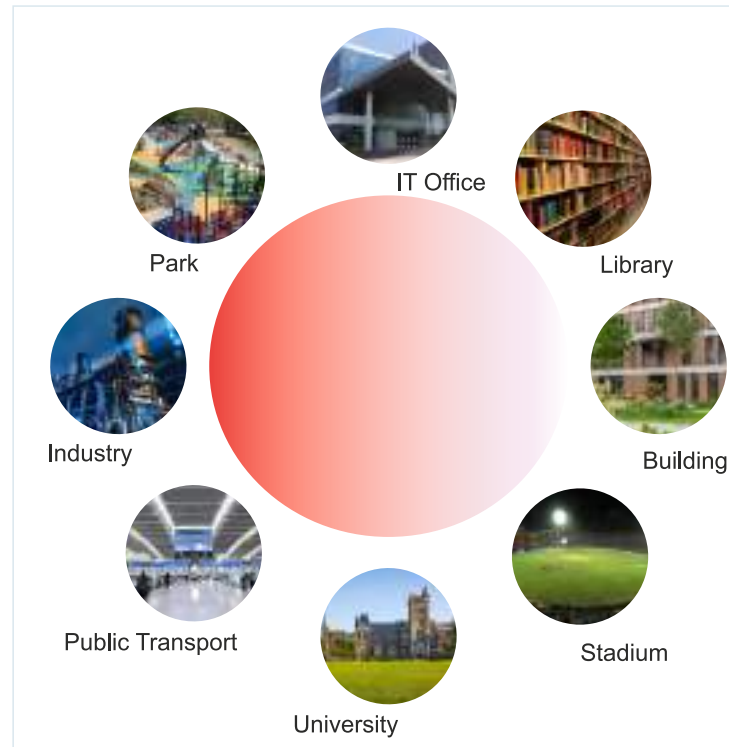 IT Office
Park
Library
Industry
Building
Public Transport
Stadium
University